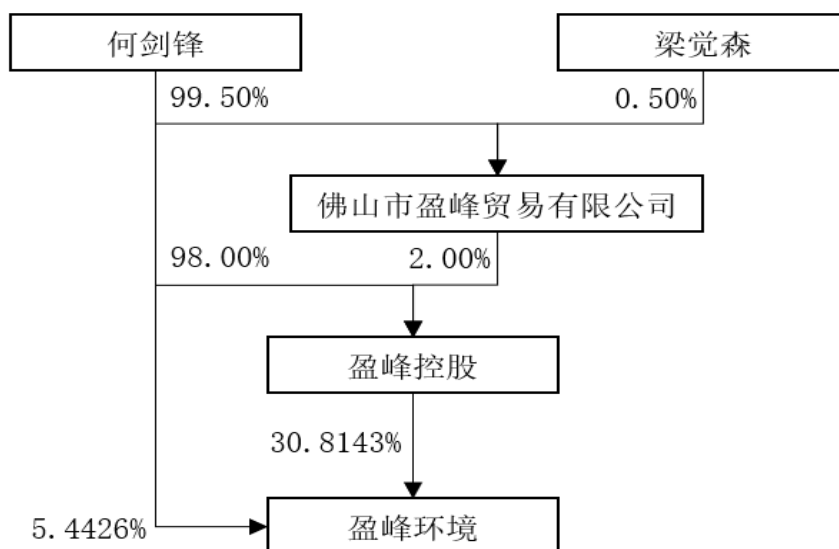 何剑锋
梁觉森
99.50%
0.50%
佛山市盈峰贸易有限公司
98.00%
2.00%
盈峰控股
30.8143%
5.4426%
盈峰环境